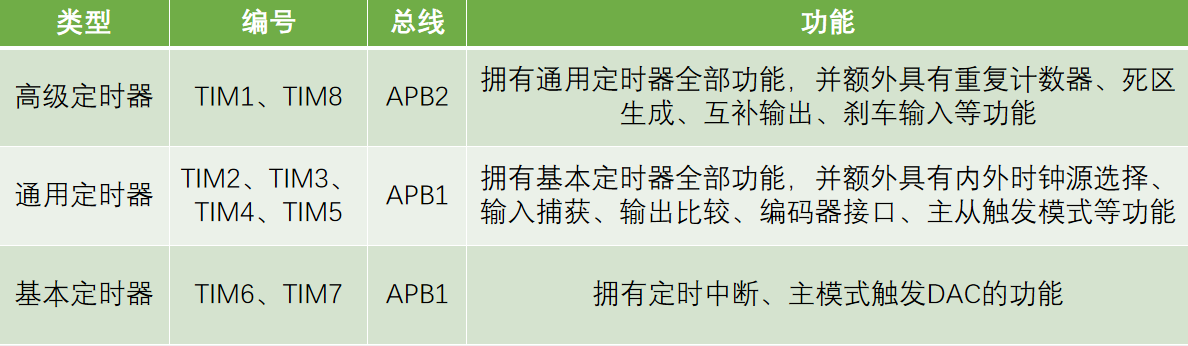 类型 编号 总线 功能
高级定时器 TIM1、TIM8 APB2 拥有通用定时器全部功能，并额外具有重复计数器、死区
生成、互补输出、刹车输入等功能
通用定时器 TIM2、TIM3、
TIM4、TIM5 APB1 拥有基本定时器全部功能，并额外具有内外时钟源选择、
输入捕获、输出比较、编码器接口、主从触发模式等功能
基本定时器 TIM6、TIM7 APB1 拥有定时中断、主模式触发DAC的功能